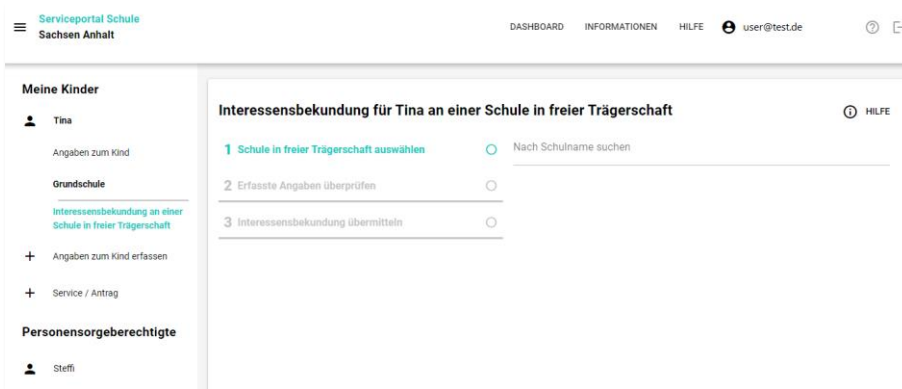 Serviceportal Schule
Sachsen Anhalt
DASHBOARD INFORMATIONEN HILFE user@test.de
Meine Kinder
Tina
Angaben zum Kind
Grundschule
Interessensbekundung an einer
Schule in freier Trägerschaft
Angaben zum Kind erfassen
Service / Antrag
Personensorgeberechtigte
Steffi
Interessensbekundung für Tina an einer Schule in freier Trägerschaft
HILFE
1 Schule in freier Trägerschaft auswählen
Nach Schulname suchen
2 Erfasste Angaben überprüfen
3 Interessensbekundung übermitteln